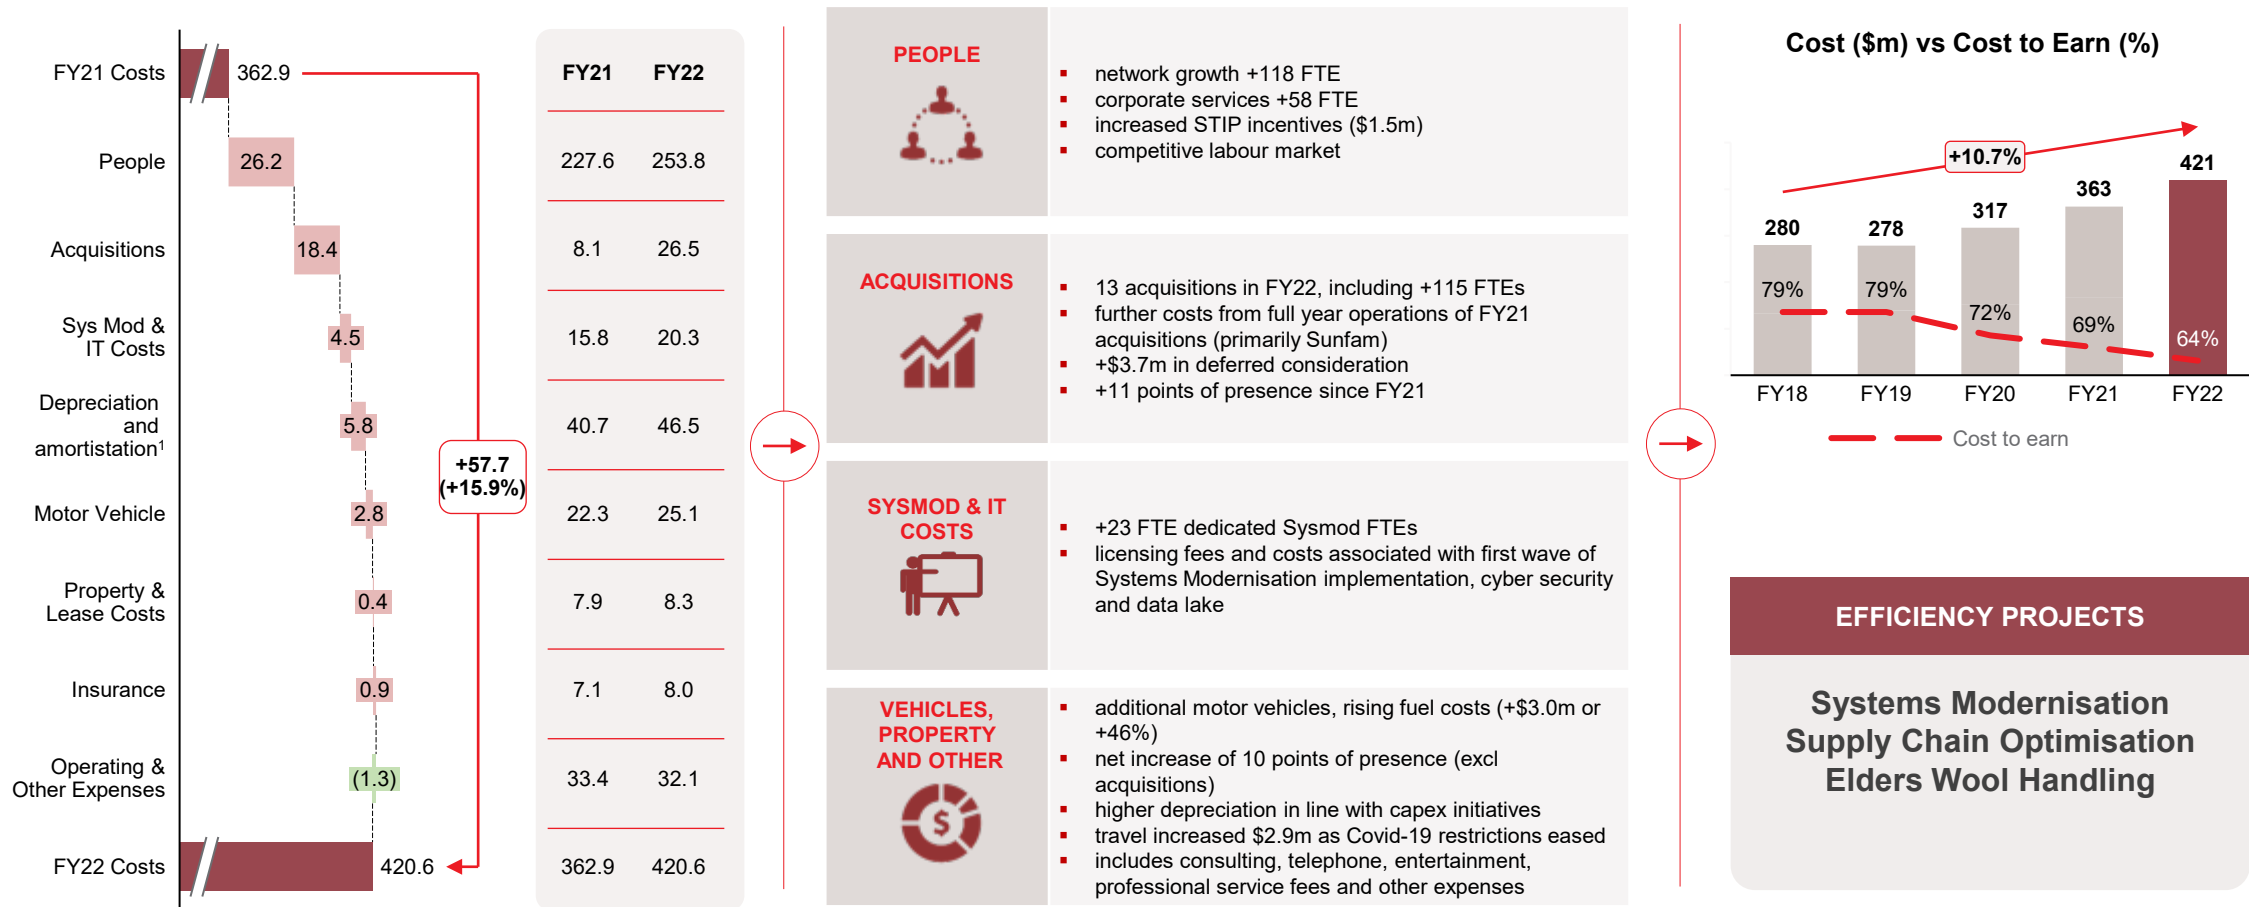 FY21 Costs
362.9
People
26.2
Acquisitions
18.4
Sys Mod &
IT Costs
4.5
Depreciation
and
amortistation¹
5.8
Motor Vehicle
2.8
Property &
Lease Costs
0.4
Insurance
0.9
Operating &
Other Expenses
(1.3)
FY22 Costs
420.6
+57.7
(+15.9%)
FY21 FY22
227.6 253.8
8.1 26.5
15.8 20.3
40.7 46.5
22.3 25.1
7.9 8.3
7.1 8.0
33.4 32.1
362.9 420.6
PEOPLE
▪ network growth +118 FTE
▪ corporate services +58 FTE
▪ increased STIP incentives ($1.5m)
▪ competitive labour market
ACQUISITIONS
▪ 13 acquisitions in FY22, including +115 FTEs
▪ further costs from full year operations of FY21
acquisitions (primarily Sunfam)
▪ +$3.7m in deferred consideration
▪ +11 points of presence since FY21
SYSMOD & IT
COSTS
▪ +23 FTE dedicated Sysmod FTEs
▪ licensing fees and costs associated with first wave of
Systems Modernisation implementation, cyber security
and data lake
VEHICLES,
PROPERTY
AND OTHER
$
▪ additional motor vehicles, rising fuel costs (+$3.0m or
+46%)
▪ net increase of 10 points of presence (excl
acquisitions)
▪ higher depreciation in line with capex initiatives
▪ travel increased $2.9m as Covid-19 restrictions eased
▪ includes consulting, telephone, entertainment,
professional service fees and other expenses
Cost ($m) vs Cost to Earn (%)
+10.7%
280 278 317 363 421
79% 79% 72% 69% 64%
FY18 FY19 FY20 FY21 FY22
Cost to earn
EFFICIENCY PROJECTS
Systems Modernisation
Supply Chain Optimisation
Elders Wool Handling